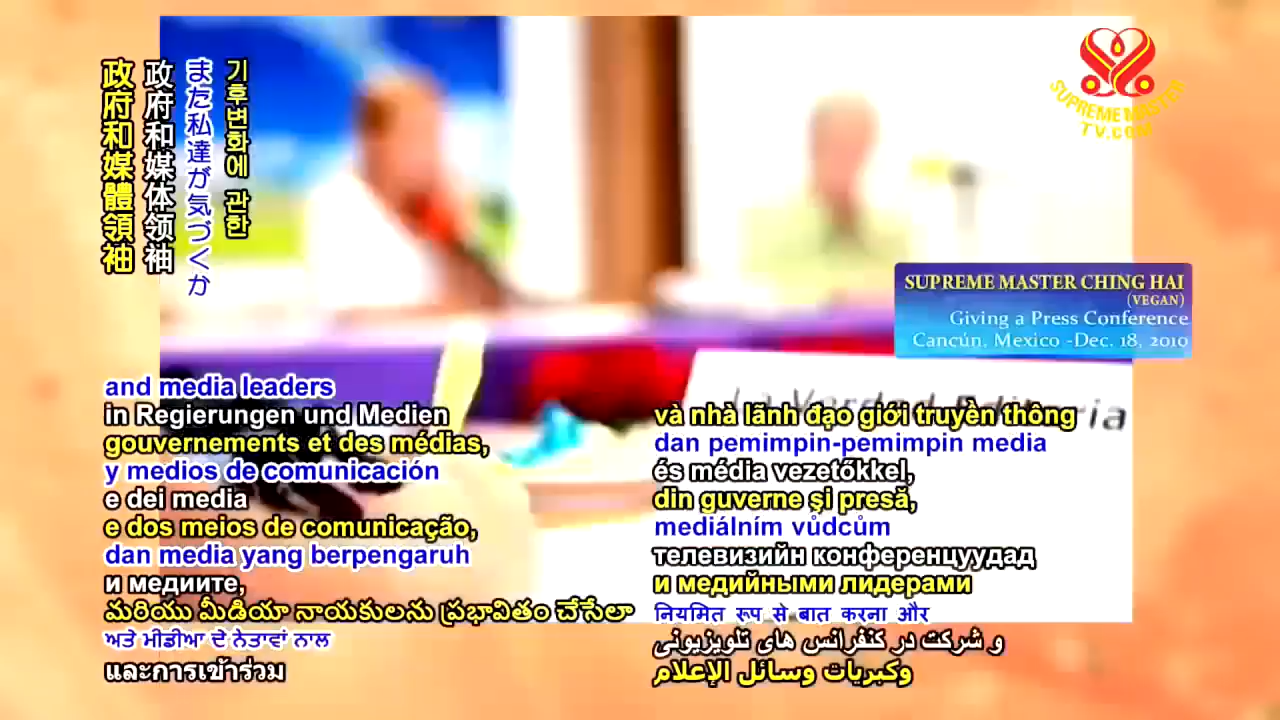 政府和媒體領袖
政府和媒体领袖
また私達が気づくか
기후변화에 관한
SUPREME MASTER
TV.COM
SUPREME MASTER CHING HAI
(VEGAN)
Giving a Press Conference
Cancún, Mexico -Dec. 18, 2010
La Verdad Editoria
and media leaders
in Regierungen und Medien
gouvernements et des médias,
y medios de comunicación
e dei media
e dos meios de comunicação,
dan media yang berpengaruh
и медиите,
మరియు మీడియా నాయకులను ప్రభావితం చేసేలా
ਅਤੇ ਮੀਡੀਆ ਦੇ ਨੇਤਾਵਾਂ ਨਾਲ
และการเข้าร่วม
và nhà lãnh đạo giới truyền thông
dan pemimpin-pemimpin media
és média vezetőkkel,
din guverne şi presă,
mediálním vůdcům
телевизийн конференцуудад
и медийными лидерами
नियमित रूप से बात करना और
و شرکت در کنفرانس های تلویزیونی
وكبريات وسائل الإعلام